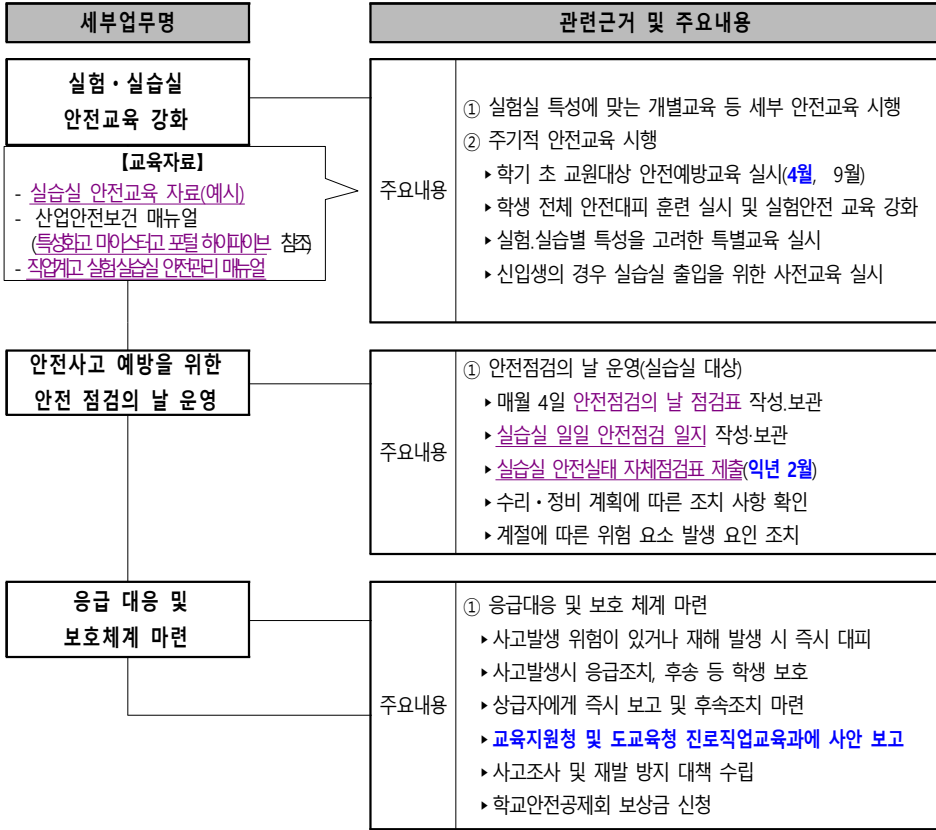 세부업무명
관련근거 및 주요내용
실험・실습실
안전교육 강화
【교육자료】
- 실습실 안전교육 자료(예시)
- 산업안전보건 매뉴얼
(특성화고 마이스터고 포털 하이파이브 참조)
- 직업계고 실험실습실 안전관리 매뉴얼
주요내용
① 실험실 특성에 맞는 개별교육 등 세부 안전교육 시행
② 주기적 안전교육 시행
▸학기 초 교원대상 안전예방교육 실시(4월, 9월)
▸학생 전체 안전대피 훈련 실시 및 실험안전 교육 강화
▸실험.실습별 특성을 고려한 특별교육 실시
▸신입생의 경우 실습실 출입을 위한 사전교육 실시
안전사고 예방을 위한
안전 점검의 날 운영
주요내용
① 안전점검의 날 운영(실습실 대상)
▸매월 4일 안전점검의 날 점검표 작성.보관
▸실습실 일일 안전점검 일지 작성·보관
▸실습실 안전실태 자체점검표 제출(익년 2월)
▸수리・정비 계획에 따른 조치 사항 확인
▸계절에 따른 위험 요소 발생 요인 조치
응급 대응 및
보호체계 마련
주요내용
① 응급대응 및 보호 체계 마련
▸사고발생 위험이 있거나 재해 발생 시 즉시 대피
▸사고발생시 응급조치, 후송 등 학생 보호
▸상급자에게 즉시 보고 및 후속조치 마련
▸교육지원청 및 도교육청 진로직업교육과에 사안 보고
▸사고조사 및 재발 방지 대책 수립
▸학교안전공제회 보상금 신청